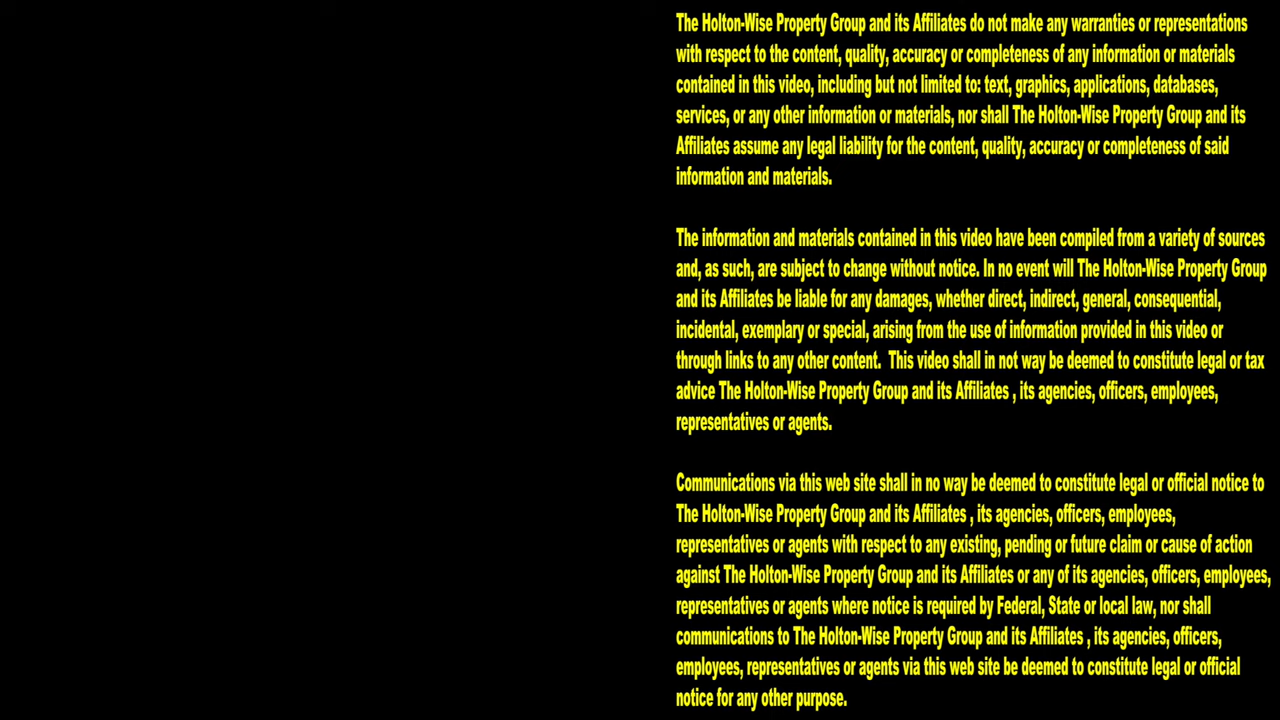 The Holton-Wise Property Group and its Affiliates do not make any warranties or representations
with respect to the content, quality, accuracy or completeness of any information or materials
contained in this video, including but not limited to: text, graphics, applications, databases,
services, or any other information or materials, nor shall The Holton-Wise Property Group and its
Affiliates assume any legal liability for the content, quality, accuracy or completeness of said
information and materials.
The information and materials contained in this video have been compiled from a variety of sources
and, as such, are subject to change without notice. In no event will The Holton-Wise Property Group
and its Affiliates be liable for any damages, whether direct, indirect, general, consequential,
incidental, exemplary or special, arising from the use of information provided in this video or
through links to any other content.  This video shall in not way be deemed to constitute legal or tax
advice The Holton-Wise Property Group and its Affiliates , its agencies, officers, employees,
representatives or agents.
Communications via this web site shall in no way be deemed to constitute legal or official notice to
The Holton-Wise Property Group and its Affiliates , its agencies, officers, employees,
representatives or agents with respect to any existing, pending or future claim or cause of action
against The Holton-Wise Property Group and its Affiliates or any of its agencies, officers, employees,
representatives or agents where notice is required by Federal, State or local law, nor shall
communications to The Holton-Wise Property Group and its Affiliates , its agencies, officers,
employees, representatives or agents via this web site be deemed to constitute legal or official
notice for any other purpose.